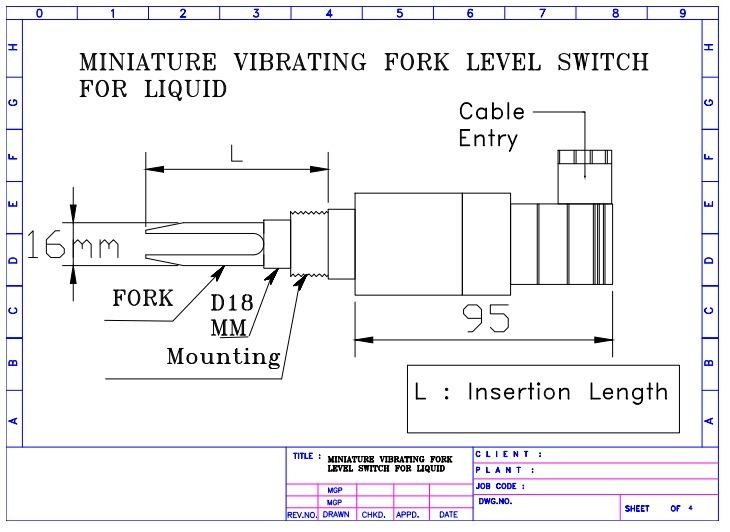 0 1 2 3 4 5 6 7 8 9
H H
G G
F F
E E
D D
C C
B B
A A
MINIATURE VIBRATING FORK LEVEL SWITCH
FOR LIQUID
Cable
Entry
L
16mm
FORK
D18
MM
Mounting
95
L : Insertion Length
TITLE : MINIATURE VIBRATING FORK
LEVEL SWITCH FOR LIQUID
MGP
MGP
REV.NO. DRAWN CHKD. APPD. DATE
CLIENT :
PLANT :
JOB CODE :
DWG.NO.
SHEET OF 4